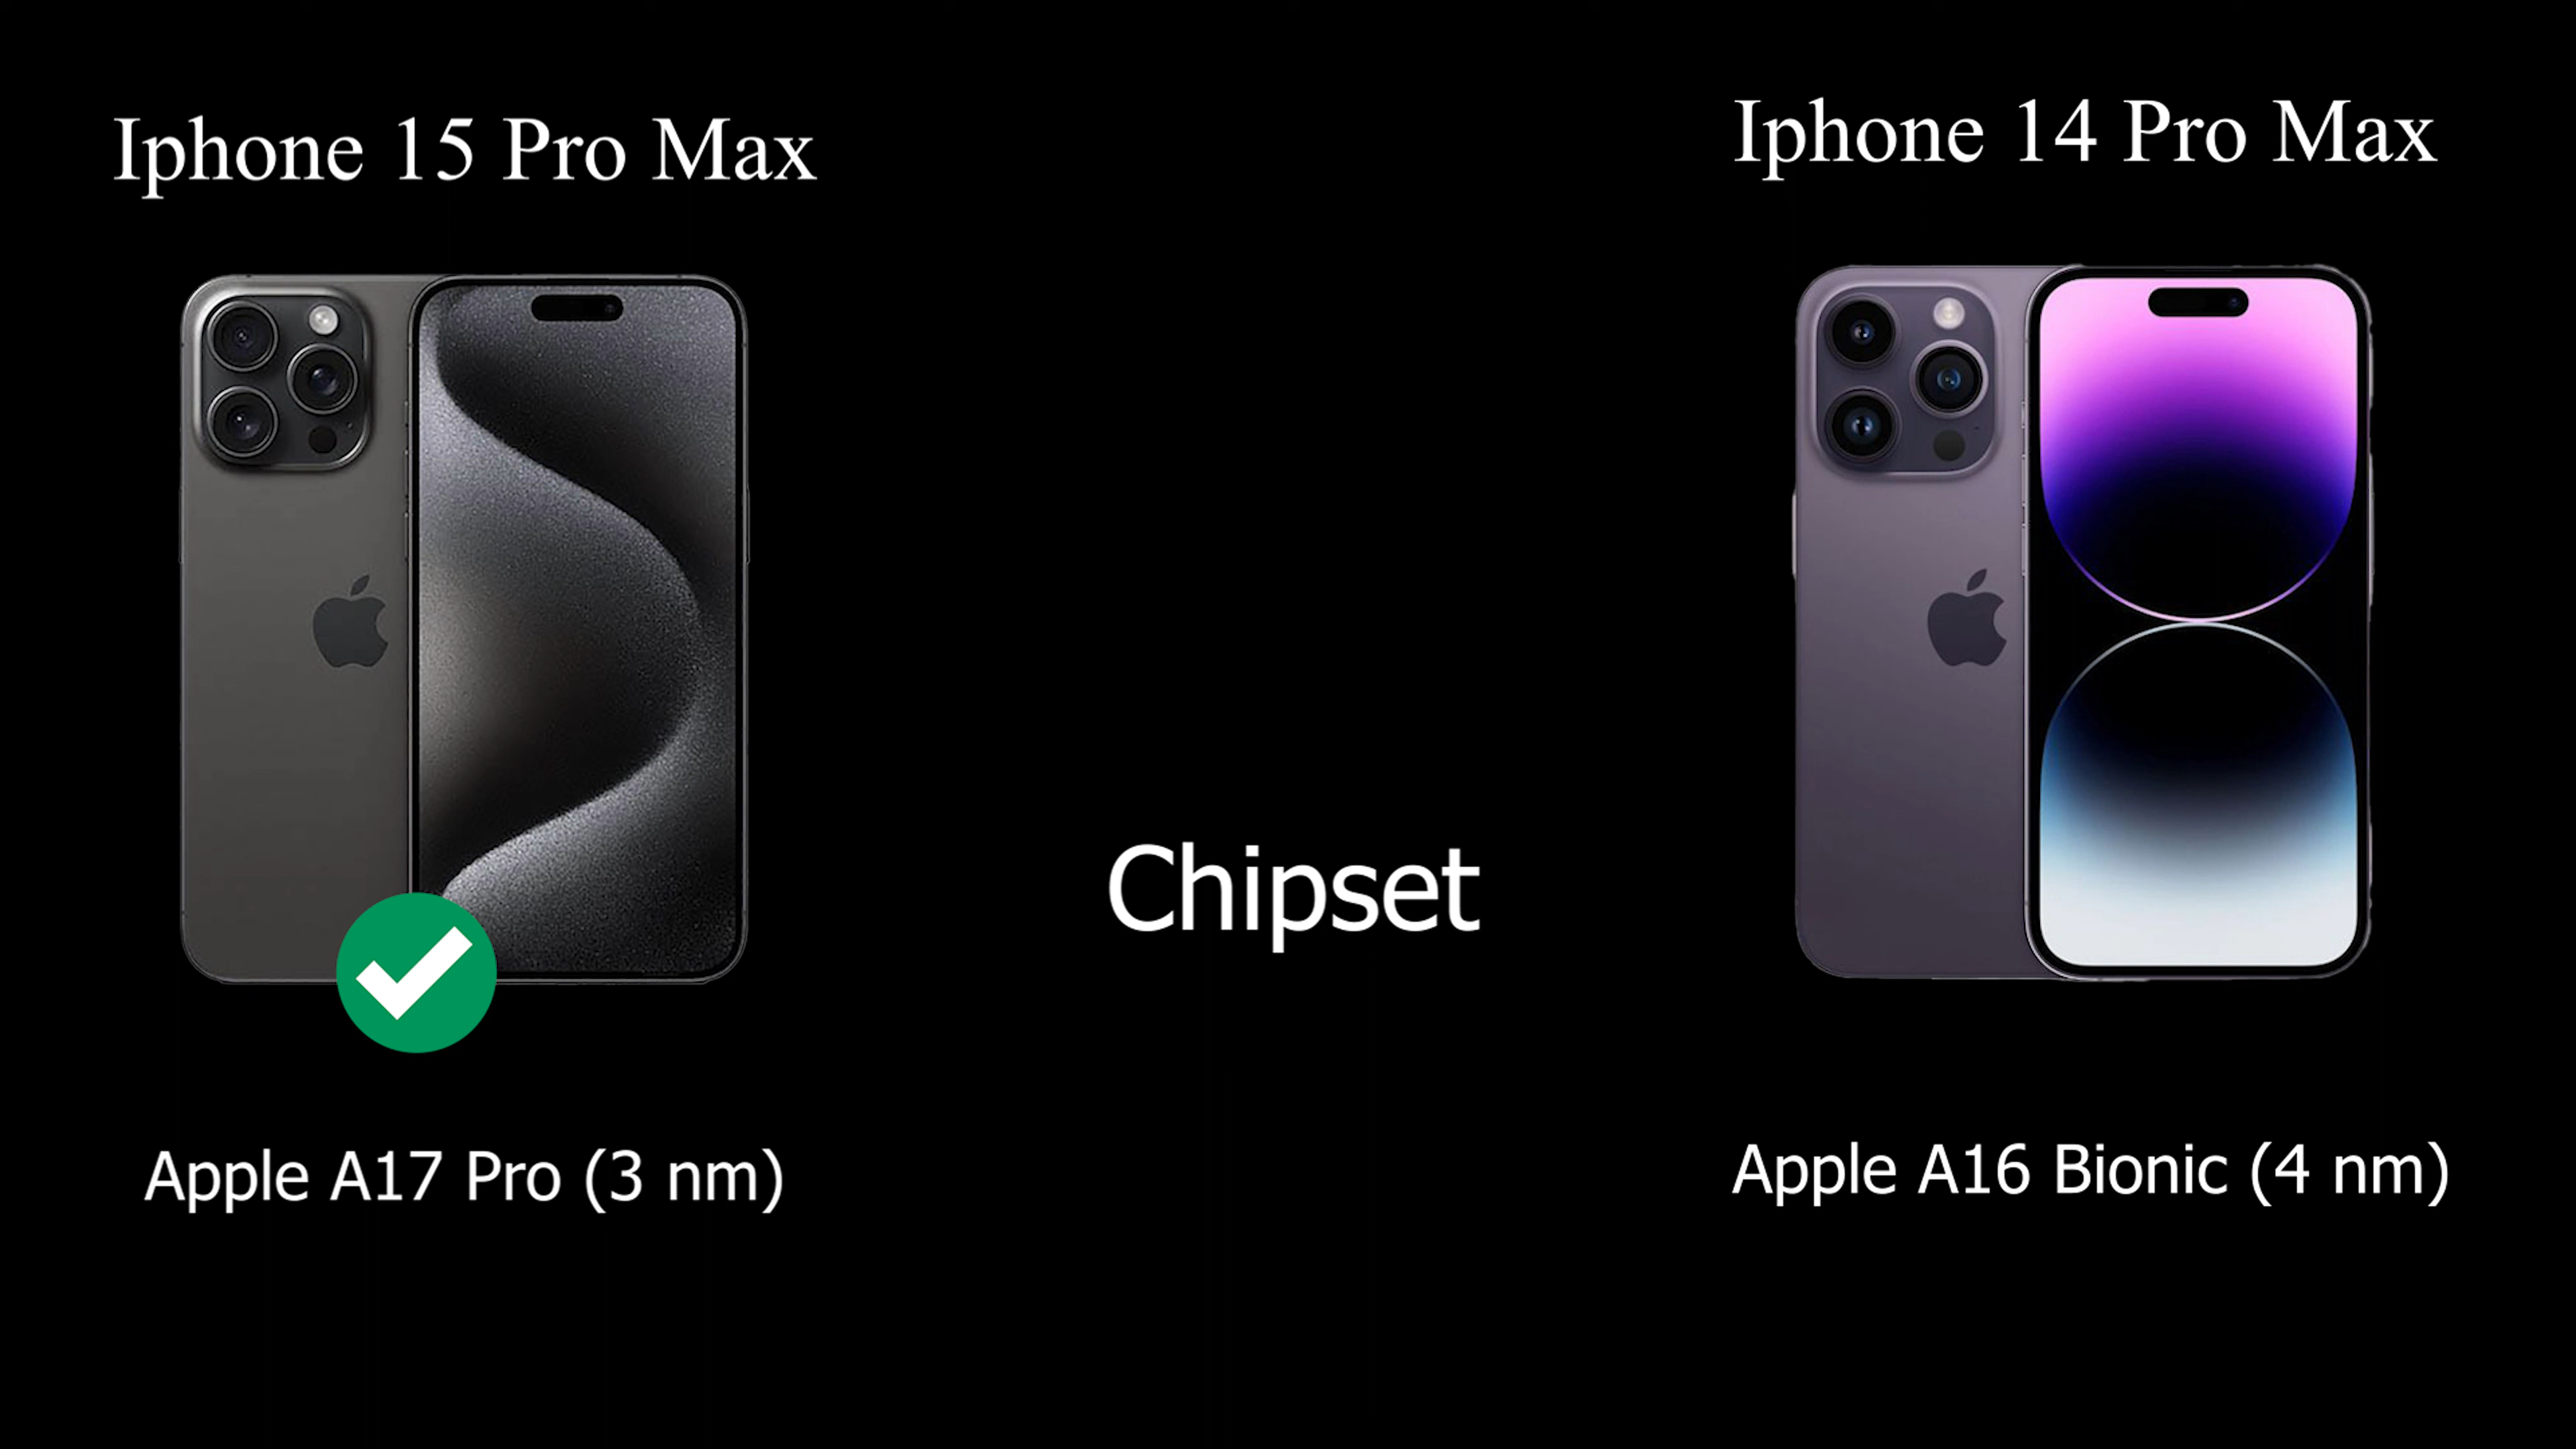 Iphone 15 Pro Max
Iphone 14 Pro Max
Chipset
Apple A17 Pro (3 nm)
Apple A16 Bionic (4 nm)